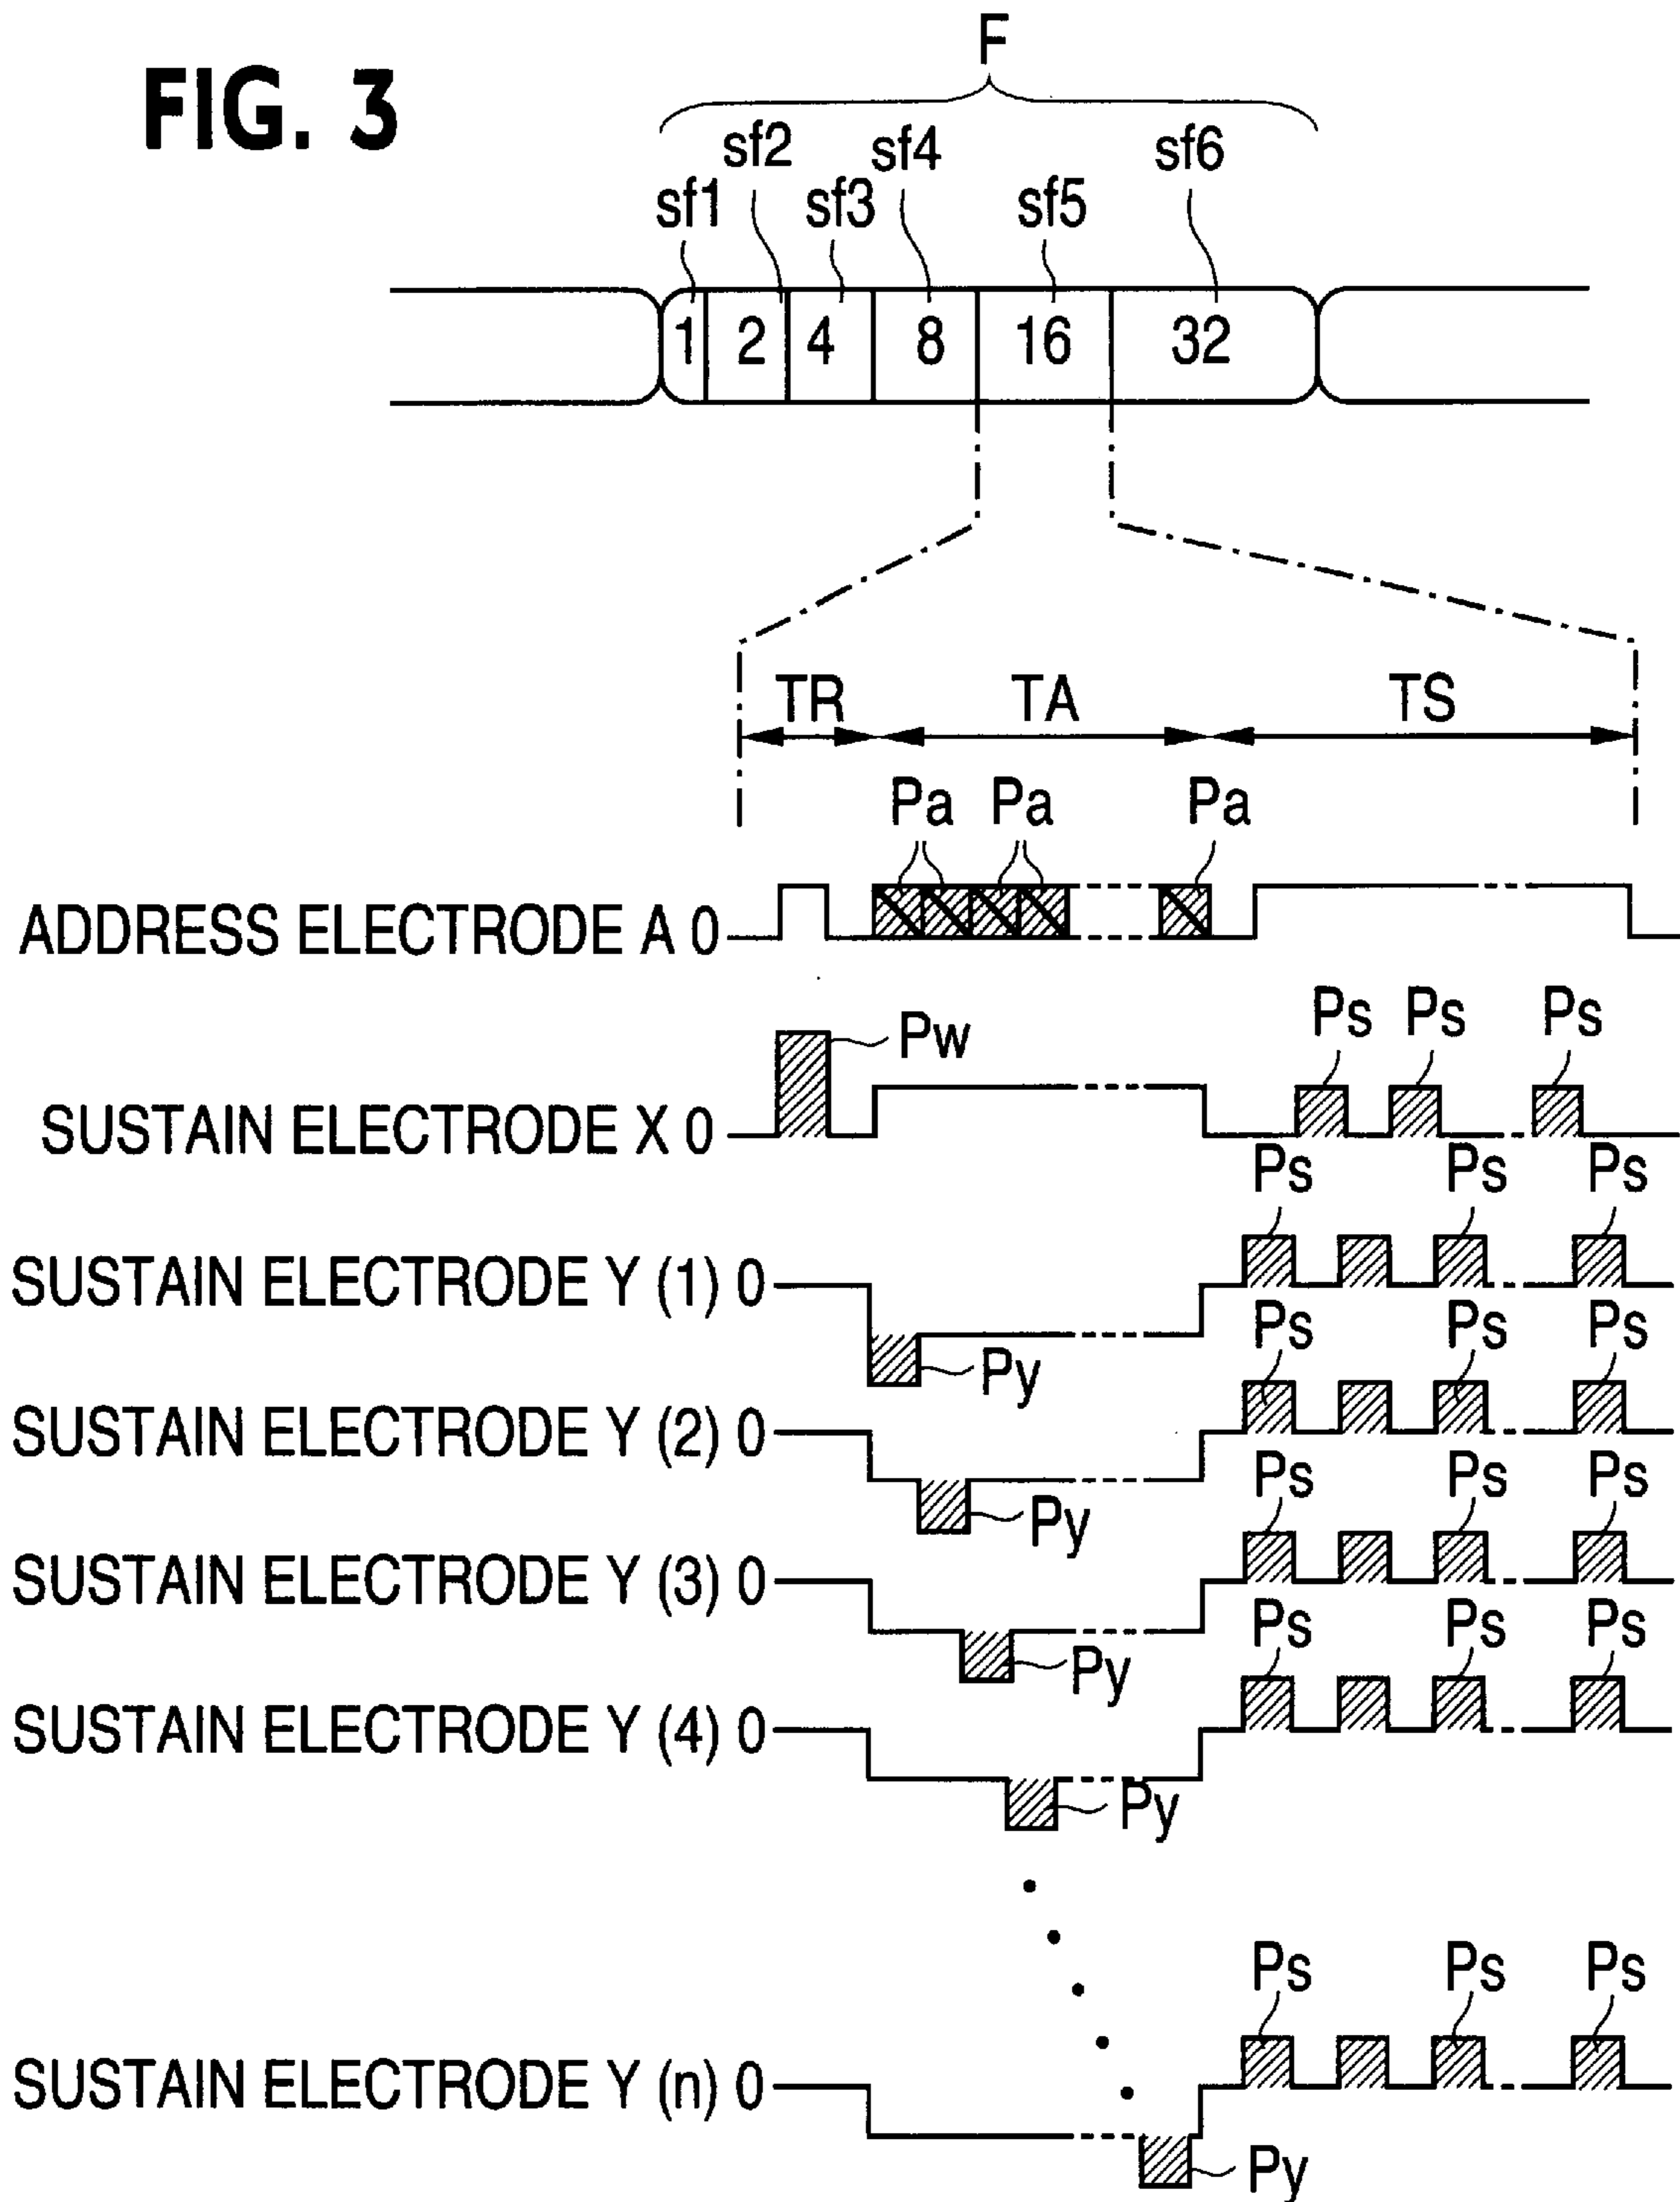 FIG. 3
F
sf2 sf4 sf6
sf1 sf3 sf5
1 2 4 8 16 32
TR TA TS
Pa Pa Pa
ADDRESS ELECTRODE A 0
Ps Ps Ps
Pw
SUSTAIN ELECTRODE X 0
Ps Ps Ps
SUSTAIN ELECTRODE Y (1) 0
Ps Ps Ps
Py
SUSTAIN ELECTRODE Y (2) 0
Ps Ps Ps
Py
SUSTAIN ELECTRODE Y (3) 0
Ps Ps Ps
Py
SUSTAIN ELECTRODE Y (4) 0
Py
Ps Ps Ps
SUSTAIN ELECTRODE Y (n) 0
Py